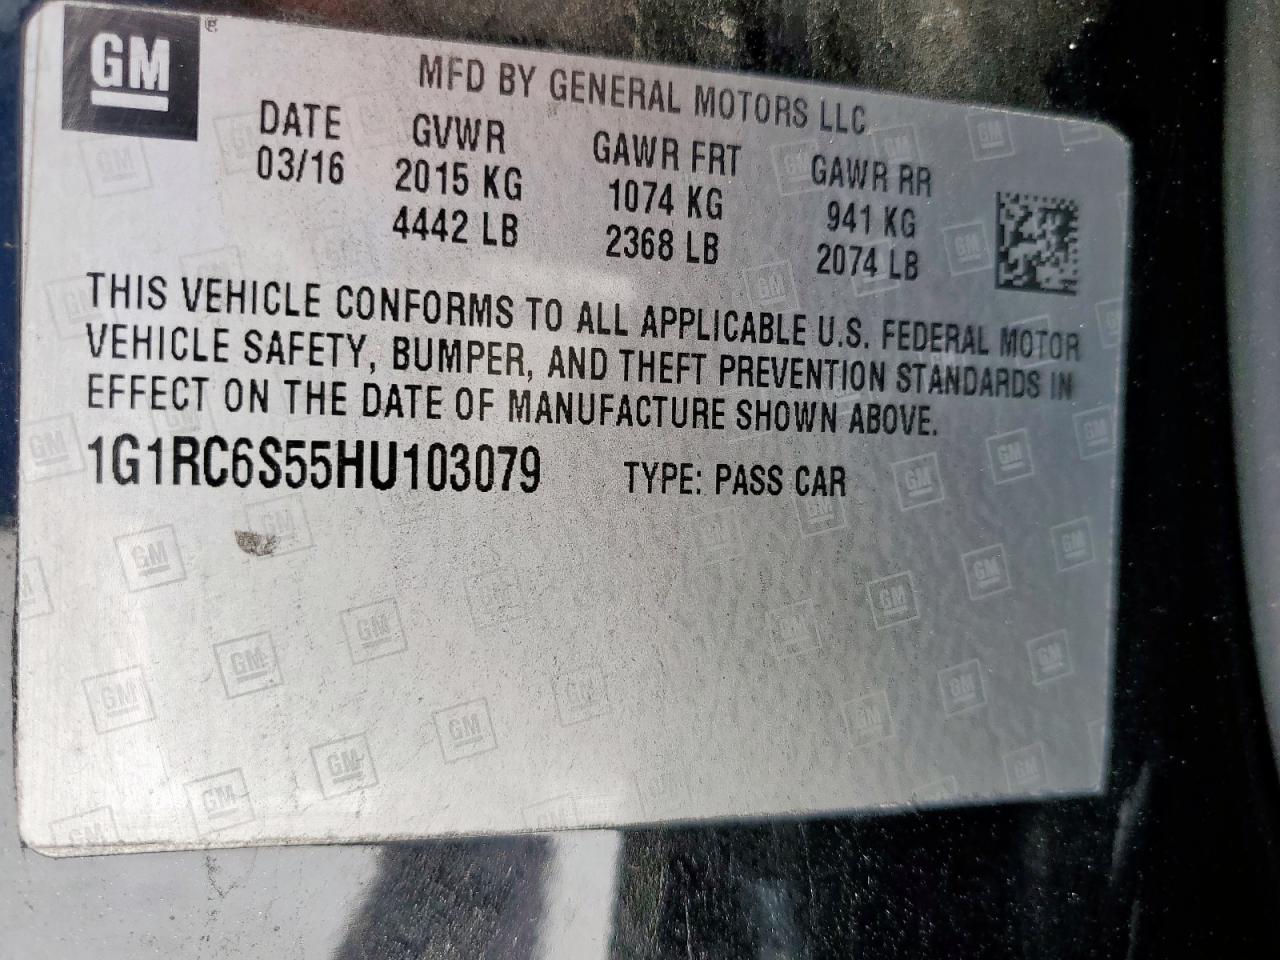 GM
MFD BY GENERAL MOTORS LLC
DATE GVWR GAWR FRT GAWR RR
03/16 2015 KG 1074 KG 941 KG
4442 LB 2368 LB 2074 LB
THIS VEHICLE CONFORMS TO ALL APPLICABLE U.S. FEDERAL MOTOR
VEHICLE SAFETY, BUMPER, AND THEFT PREVENTION STANDARDS IN
EFFECT ON THE DATE OF MANUFACTURE SHOWN ABOVE.
1G1RC6S55HU103079 TYPE: PASS CAR